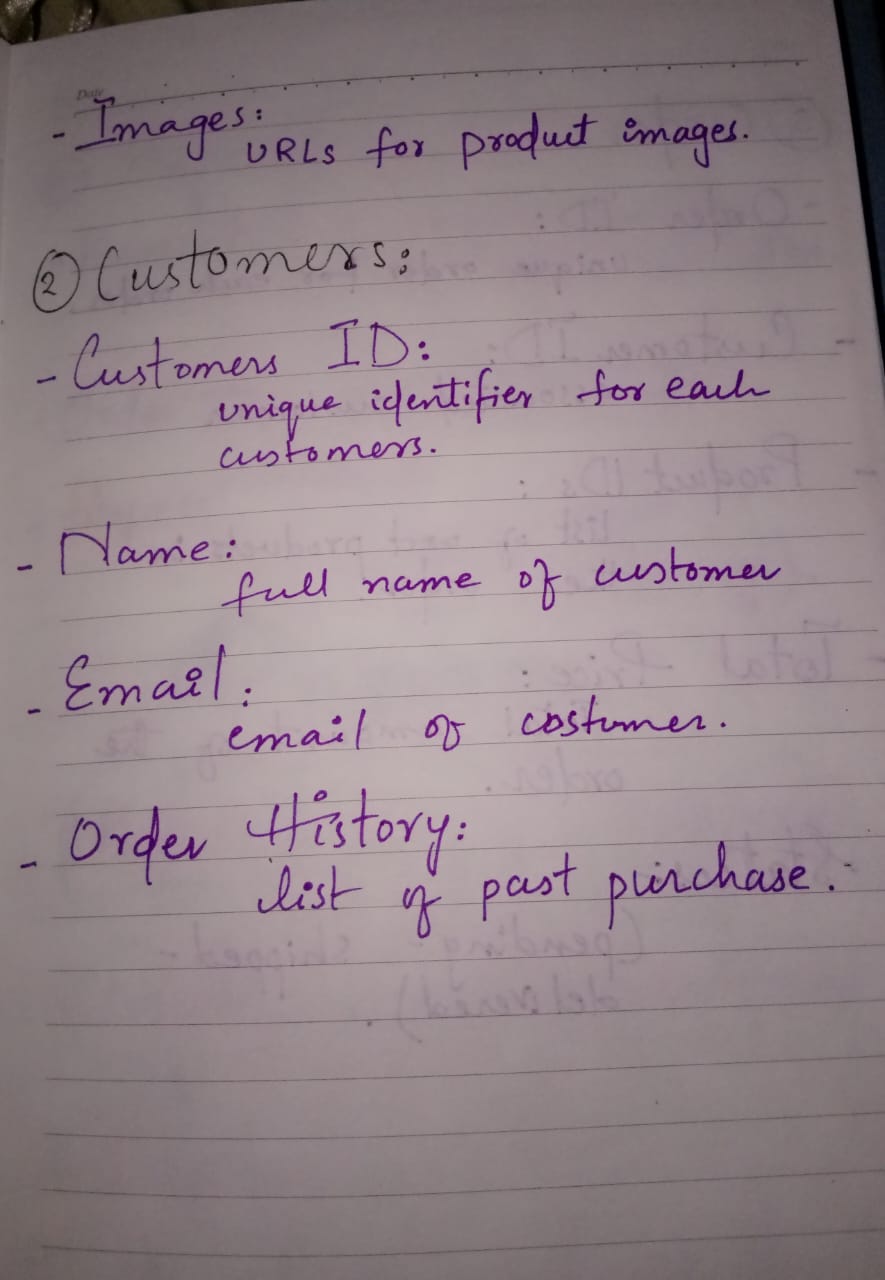 Date
- Images:
URLs for product images.
② Customers:
- Customers ID:
unique identifier for each
customers.
- Name:
full name of customer
- Email:
email of costumer.
- Order History:
list of past purchase.